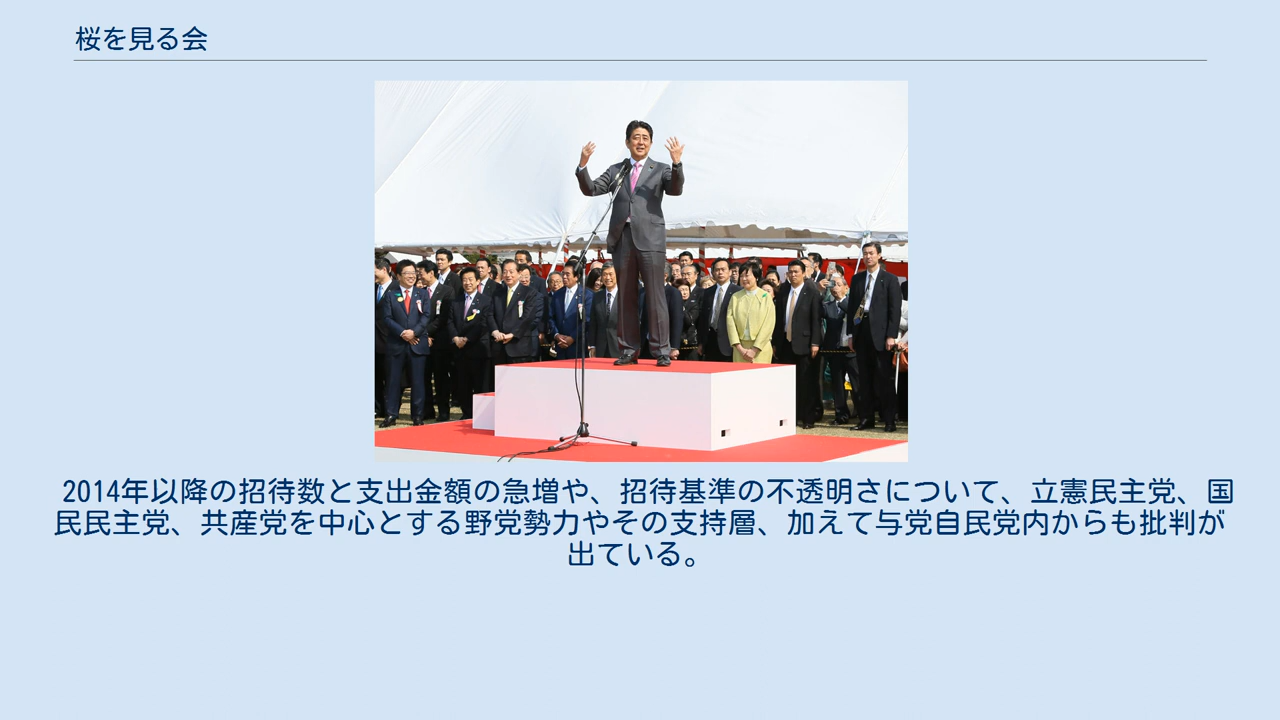 桜を見る会
2014年以降の招待数と支出金額の急増や、招待基準の不透明さについて、立憲民主党、国
民民主党、共産党を中心とする野党勢力やその支持層、加えて与党自民党内からも批判が
出ている。